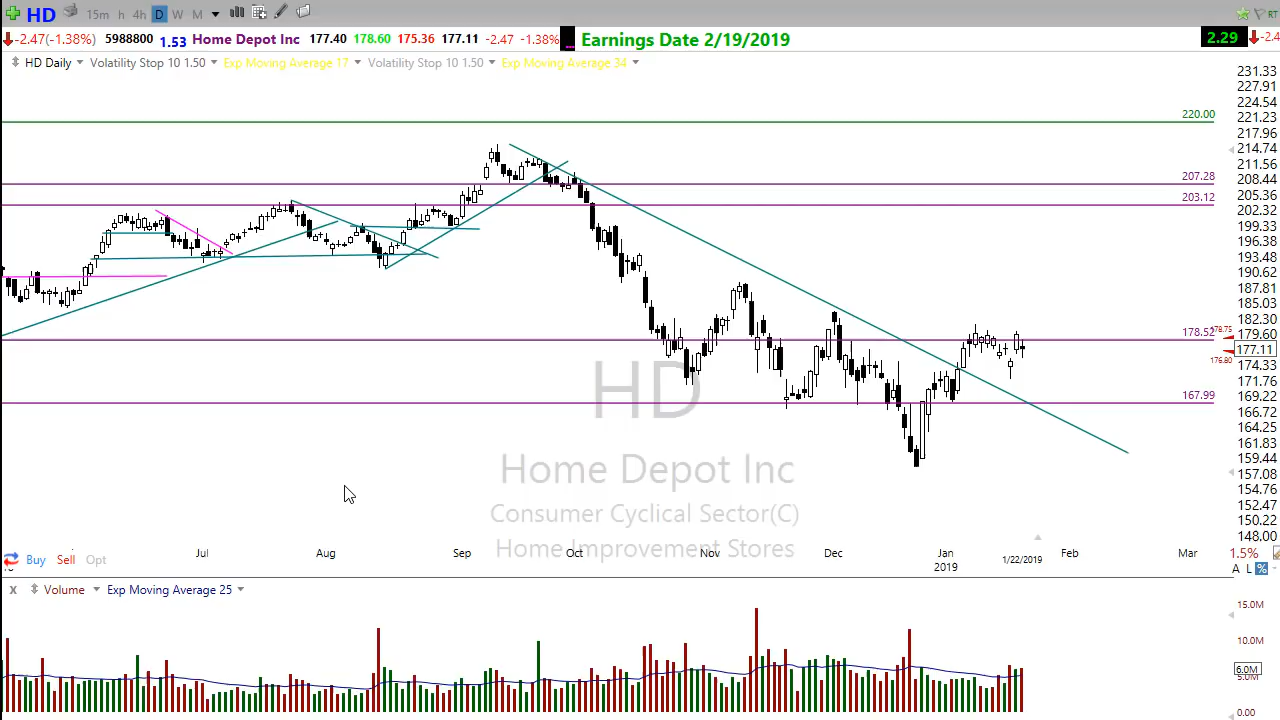 HD 15m h 4h D W M RT
-2.47(-1.38%) 5988800 1.53 Home Depot Inc 177.40 178.60 175.36 177.11 -2.47 -1.38% ... Earnings Date 2/19/2019 2.29 -2.4
HD Daily Volatility Stop 10 1.50 Exp Moving Average 17 Volatility Stop 10 1.50 Exp Moving Average 34
231.33
227.91
224.54
220.00 221.23
217.96
214.74
211.56
207.28 208.44
205.36
203.12 202.32
199.33
196.38
193.48
190.62
187.81
185.03
182.30
178.52 178.75 179.60
177.11
176.80 174.33
171.76
167.99 169.22
166.72
164.25
161.83
159.44
157.08
154.76
152.47
150.22
148.00
HD
Home Depot Inc
Consumer Cyclical Sector(C)
Home Improvement Stores
Jul Aug Sep Oct Nov Dec Jan Feb Mar 1.5%
Buy Sell Opt 2019 1/22/2019 A L %
X Volume Exp Moving Average 25
15.0M
10.0M
6.0M
5.0M
0.00